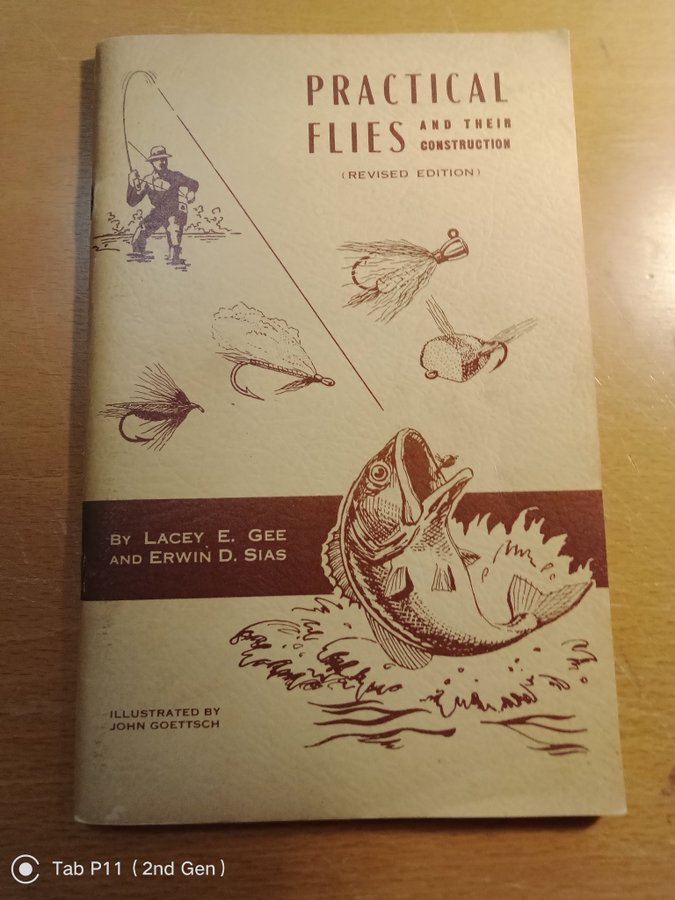 PRACTICAL
FLIES AND THEIR
CONSTRUCTION
(REVISED EDITION)
BY LACEY E. GEE
AND ERWIN D. SIAS
ILLUSTRATED BY
JOHN GOETTSCH
Tab P11 (2nd Gen)